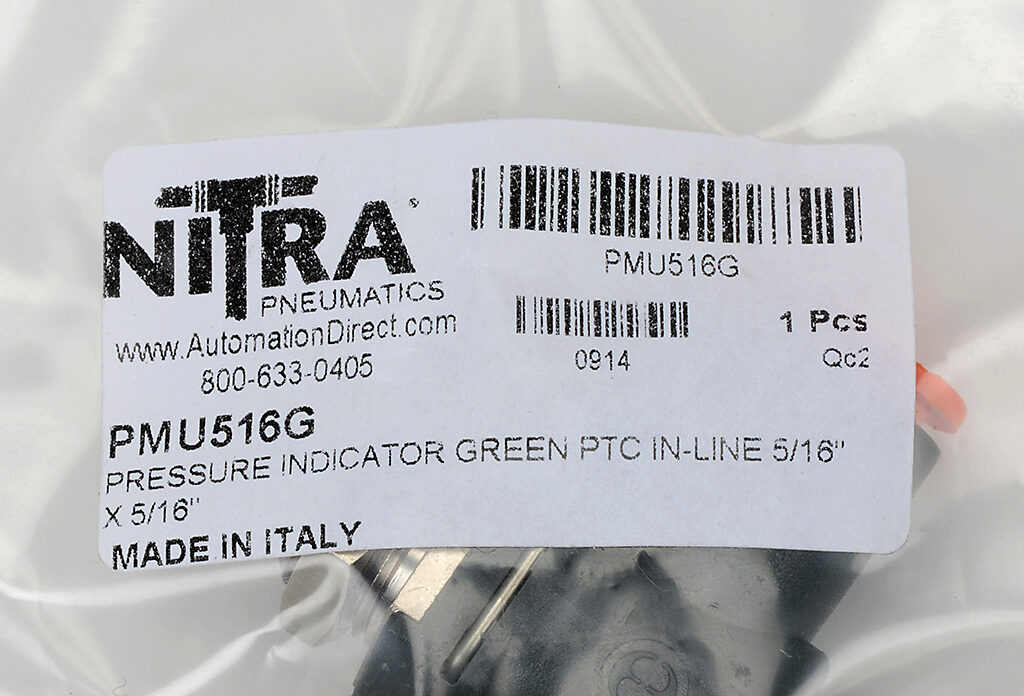 NITRA
PNEUMATICS
www.AutomationDirect.com
800-633-0405
PMU516G
0914
1 Pcs
Qc2
PMU516G
PRESSURE INDICATOR GREEN PTC IN-LINE 5/16"
X 5/16"
MADE IN ITALY